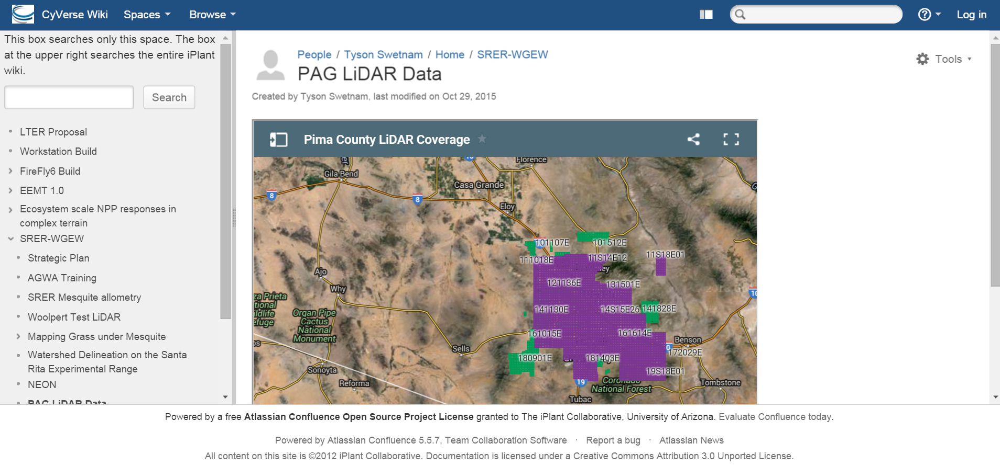 CyVerse Wiki Spaces Browse Log in
This box searches only this space. The box
at the upper right searches the entire iPlant
wiki.
Search
LTER Proposal
Workstation Build
FireFly6 Build
EEMT 1.0
Ecosystem scale NPP responses in
complex terrain
SRER-WGEW
Strategic Plan
AGWA Training
SRER Mesquite allometry
Woolpert Test LiDAR
Mapping Grass under Mesquite
Watershed Delineation on the Santa
Rita Experimental Range
NEON
PAG LiDAR Data
People / Tyson Swetnam / Home / SRER-WGEW
Tools
PAG LiDAR Data
Created by Tyson Swetnam, last modified on Oct 29, 2015
Pima County LiDAR Coverage
10
Florence
Gila Bend
Casa Grande
8
8
Eloy
101107E
101512E
111018E
11S14E12
11S18E01
ey
Ajo
121136E
131501E
Why
10
za Prieta
tional
ildlife
efuge
Organ Pipe
Cactus
National
Monument
141130E
14S15E26
141828E
161015E
161614E
Benson
Sells
0
172029E
180901E
181403E
Sonoyta
19S18E01
19
Reforma
Coronado
National Forest
Tombstone
Tubac
Powered by a free Atlassian Confluence Open Source Project License granted to The iPlant Collaborative, University of Arizona. Evaluate Confluence today.
Powered by Atlassian Confluence 5.5.7, Team Collaboration Software · Report a bug · Atlassian News
All content on this site is ©2012 iPlant Collaborative. Documentation is licensed under a Creative Commons Attribution 3.0 Unported License.